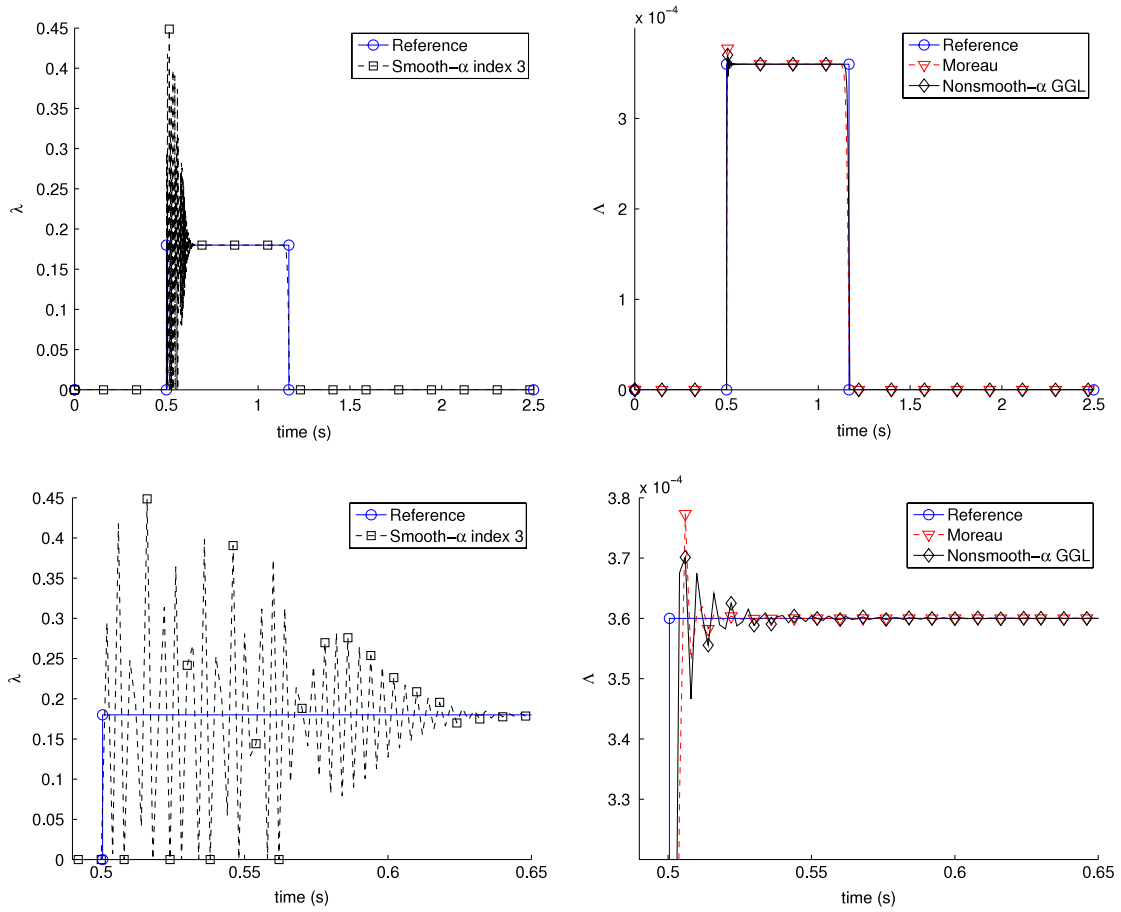 0.45
0.4
0.35
0.3
0.25
0.2
0.15
0.1
0.05
0
λ
0
0.5
1
1.5
2
2.5
time (s)
Reference
Smooth-α index 3
x 10⁻⁴
3
2
1
0
Λ
0
0.5
1
1.5
2
2.5
time (s)
Reference
Moreau
Nonsmooth-α GGL
0.45
0.4
0.35
0.3
0.25
0.2
0.15
0.1
0.05
0
λ
0.5
0.55
0.6
0.65
time (s)
Reference
Smooth-α index 3
x 10⁻⁴
3.8
3.7
3.6
3.5
3.4
3.3
Λ
0.5
0.55
0.6
0.65
time (s)
Reference
Moreau
Nonsmooth-α GGL